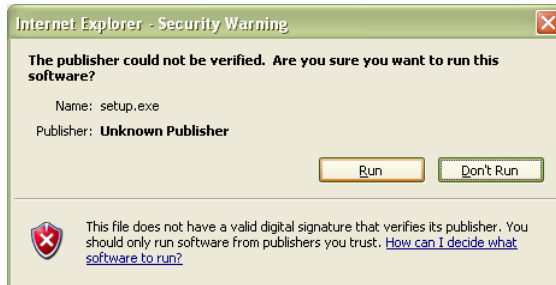 Internet Explorer - Security Warning
The publisher could not be verified. Are you sure you want to run this
software?
Name: setup.exe
Publisher: Unknown Publisher
Run Don't Run
This file does not have a valid digital signature that verifies its publisher. You
should only run software from publishers you trust. How can I decide what
software to run?